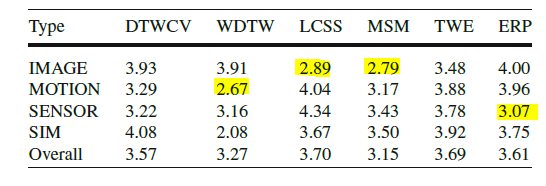 Type DTWCV WDTW LCSS MSM TWE ERP
IMAGE 3.93 3.91 2.89 2.79 3.48 4.00
MOTION 3.29 2.67 4.04 3.17 3.88 3.96
SENSOR 3.22 3.16 4.34 3.43 3.78 3.07
SIM 4.08 2.08 3.67 3.50 3.92 3.75
Overall 3.57 3.27 3.70 3.15 3.69 3.61